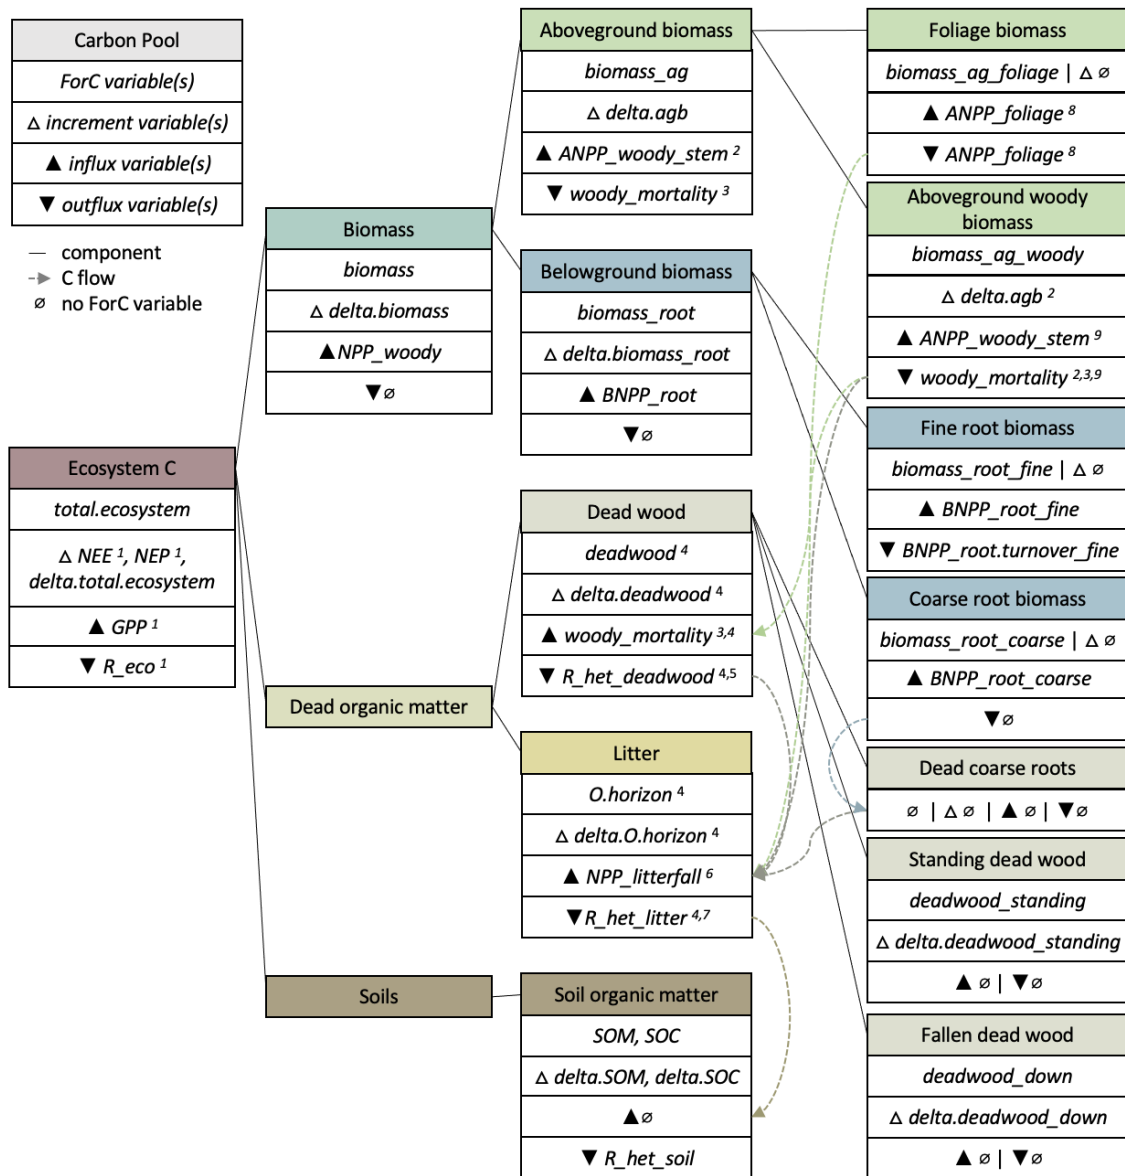 Carbon Pool
ForC variable(s)
△ increment variable(s)
▲ influx variable(s)
▼ outflux variable(s)
component
C flow
∅ no ForC variable
Ecosystem C
total.ecosystem
△ NEE ¹, NEP ¹,
delta.total.ecosystem
▲ GPP ¹
▼ R_eco ¹
Biomass
biomass
△ delta.biomass
▲NPP_woody
▼∅
Dead organic matter
Soils
Aboveground biomass
biomass_ag
△ delta.agb
▲ ANPP_woody_stem ²
▼ woody_mortality ³
Belowground biomass
biomass_root
△ delta.biomass_root
▲ BNPP_root
▼∅
Dead wood
deadwood ⁴
△ delta.deadwood ⁴
▲ woody_mortality ³,⁴
▼ R_het_deadwood ⁴,⁵
Litter
O.horizon ⁴
△ delta.O.horizon ⁴
▲ NPP_litterfall ⁶
▼R_het_litter ⁴,⁷
Soil organic matter
SOM, SOC
△ delta.SOM, delta.SOC
▲∅
▼ R_het_soil
Foliage biomass
biomass_ag_foliage | △ ∅
▲ ANPP_foliage ⁸
▼ ANPP_foliage ⁸
Aboveground woody
biomass
biomass_ag_woody
△ delta.agb ²
▲ ANPP_woody_stem ⁹
▼ woody_mortality ²,³,⁹
Fine root biomass
biomass_root_fine | △ ∅
▲ BNPP_root_fine
▼ BNPP_root.turnover_fine
Coarse root biomass
biomass_root_coarse | △ ∅
▲ BNPP_root_coarse
▼∅
Dead coarse roots
∅ | △ ∅ | ▲ ∅ | ▼∅
Standing dead wood
deadwood_standing
△ delta.deadwood_standing
▲ ∅ | ▼∅
Fallen dead wood
deadwood_down
△ delta.deadwood_down
▲ ∅ | ▼∅